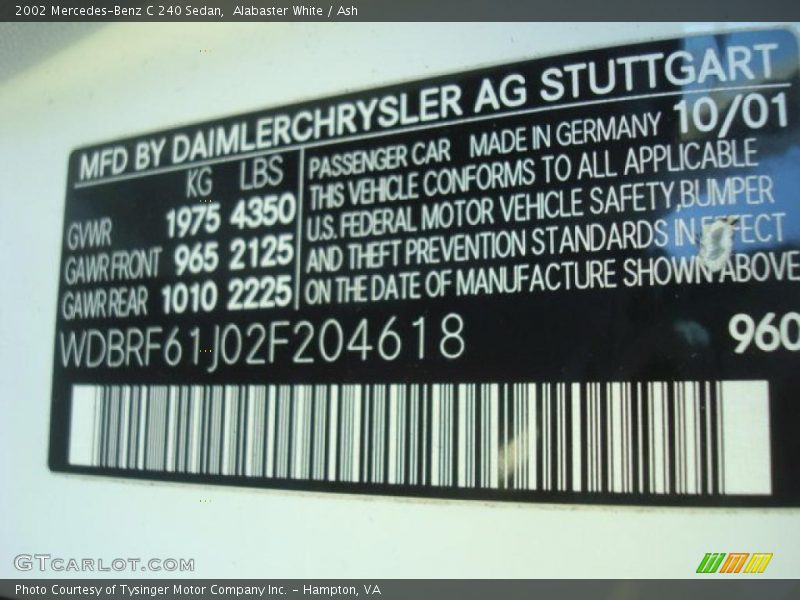 2002 Mercedes-Benz C 240 Sedan,  Alabaster White / Ash
MFD BY DAIMLERCHRYSLER AG STUTTGART
KG LBS
GVWR 1975 4350
GAWR FRONT 965 2125
GAWR REAR 1010 2225
PASSENGER CAR MADE IN GERMANY 10/01
THIS VEHICLE CONFORMS TO ALL APPLICABLE
U.S. FEDERAL MOTOR VEHICLE SAFETY,BUMPER
AND THEFT PREVENTION STANDARDS IN EFFECT
ON THE DATE OF MANUFACTURE SHOWN ABOVE
WDBRF61J02F204618
960
GTCARLOT.COM
Photo Courtesy of Tysinger Motor Company Inc. - Hampton, VA